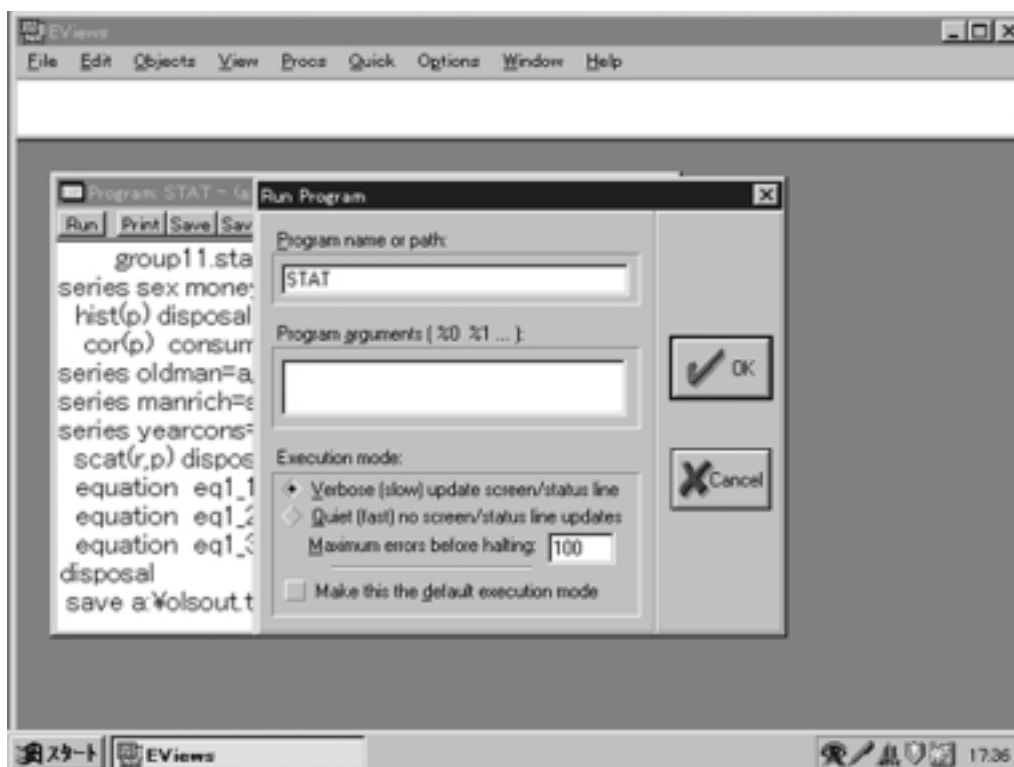 EViews
File Edit Objects View Procs Quick Options Window Help
Program: STAT - (a
Run Print Save Sav
group11.sta
series sex money
hist(p) disposal
cor(p) consum
series oldman=a
series manrich=s
series yearcons=
scat(r,p) dispos
equation eq1_1
equation eq1_2
equation eq1_3
disposal
save a:¥olsout.t
Run Program
Program name or path:
STAT
Program arguments ( %0 %1 ... ):
Execution mode:
Verbose (slow) update screen/status line
Quiet (fast) no screen/status line updates
Maximum errors before halting: 100
Make this the default execution mode
OK
Cancel
スタート EViews 17:36